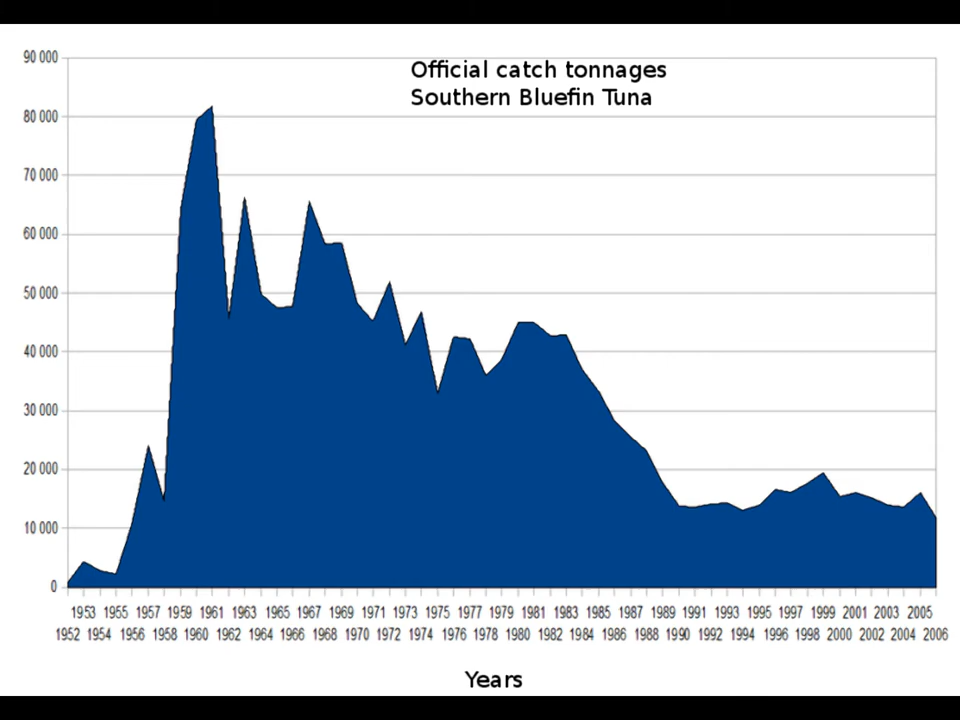 Official catch tonnages
Southern Bluefin Tuna
90 000
80 000
70 000
60 000
50 000
40 000
30 000
20 000
10 000
0
1953 1955 1957 1959 1961 1963 1965 1967 1969 1971 1973 1975 1977 1979 1981 1983 1985 1987 1989 1991 1993 1995 1997 1999 2001 2003 2005
1952 1954 1956 1958 1960 1962 1964 1966 1968 1970 1972 1974 1976 1978 1980 1982 1984 1986 1988 1990 1992 1994 1996 1998 2000 2002 2004 2006
Years